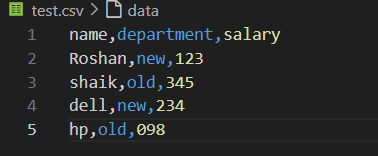 test.csv > data
1 name,department,salary
2 Roshan,new,123
3 shaik,old,345
4 dell,new,234
5 hp,old,098